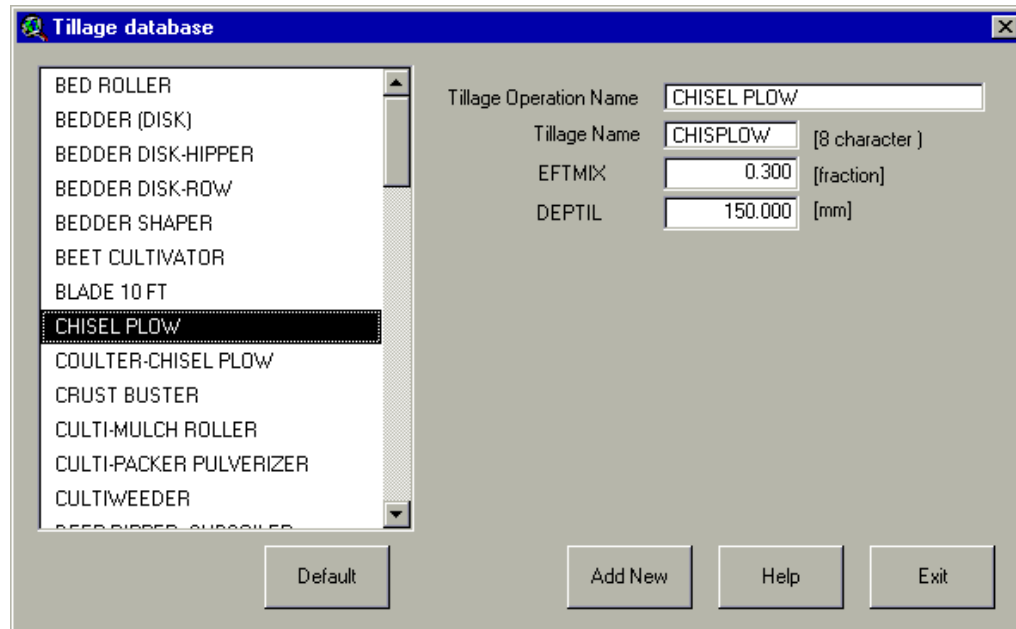 Tillage database
BED ROLLER
BEDDER (DISK)
BEDDER DISK-HIPPER
BEDDER DISK-ROW
BEDDER SHAPER
BEET CULTIVATOR
BLADE 10 FT
CHISEL PLOW
COULTER-CHISEL PLOW
CRUST BUSTER
CULTI-MULCH ROLLER
CULTI-PACKER PULVERIZER
CULTIWEEDER
Tillage Operation Name CHISEL PLOW
Tillage Name CHISPLOW [8 character )
EFTMIX 0.300 [fraction]
DEPTIL 150.000 [mm]
Default Add New Help Exit